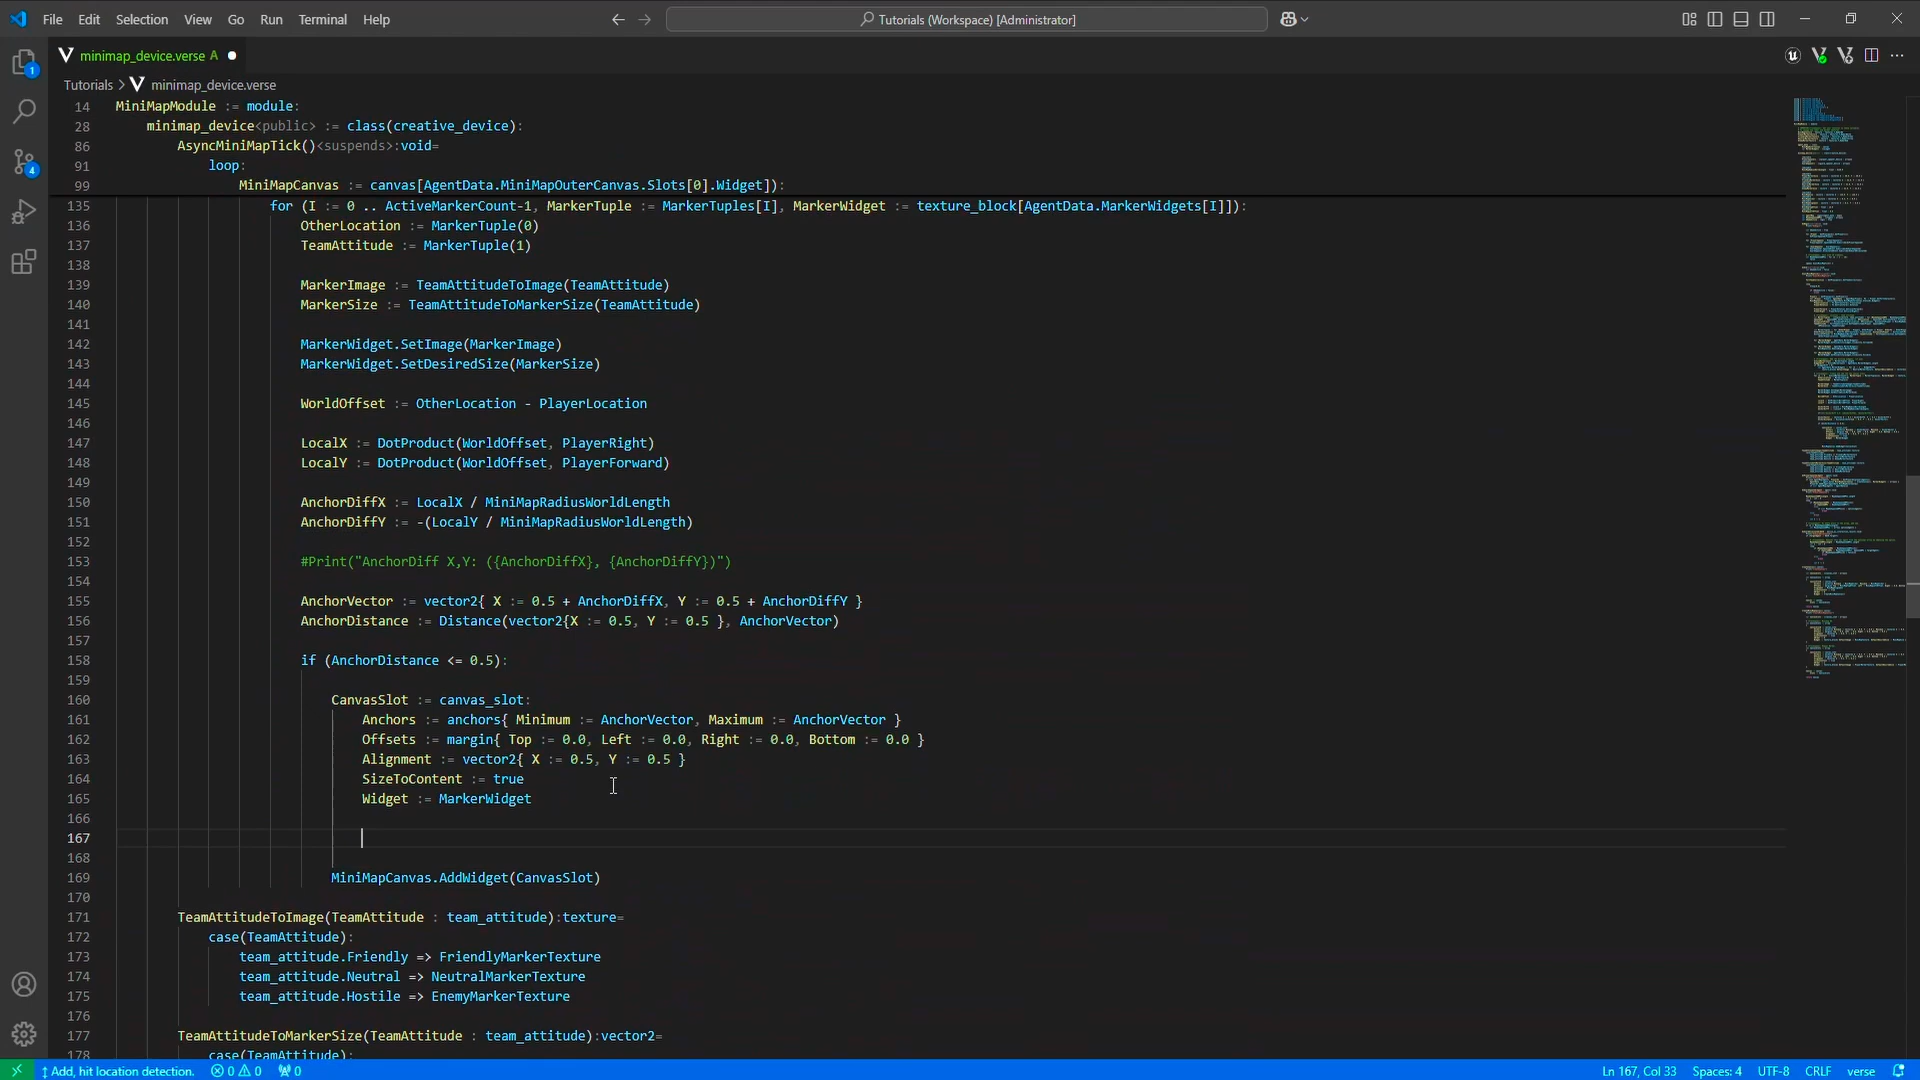 File Edit Selection View Go Run Terminal Help
Tutorials (Workspace) [Administrator]
minimap_device.verse A
Tutorials > minimap_device.verse
14 MiniMapModule := module:
28 minimap_device<public> := class(creative_device):
86 AsyncMiniMapTick()<suspends>:void=
91 loop:
99 MiniMapCanvas := canvas[AgentData.MiniMapOuterCanvas.Slots[0].Widget]):
135 for (I := 0 .. ActiveMarkerCount-1, MarkerTuple := MarkerTuples[I], MarkerWidget := texture_block[AgentData.MarkerWidgets[I]]):
136 OtherLocation := MarkerTuple(0)
137 TeamAttitude := MarkerTuple(1)
138
139 MarkerImage := TeamAttitudeToImage(TeamAttitude)
140 MarkerSize := TeamAttitudeToMarkerSize(TeamAttitude)
141
142 MarkerWidget.SetImage(MarkerImage)
143 MarkerWidget.SetDesiredSize(MarkerSize)
144
145 WorldOffset := OtherLocation - PlayerLocation
146
147 LocalX := DotProduct(WorldOffset, PlayerRight)
148 LocalY := DotProduct(WorldOffset, PlayerForward)
149
150 AnchorDiffX := LocalX / MiniMapRadiusWorldLength
151 AnchorDiffY := -(LocalY / MiniMapRadiusWorldLength)
152
153 #Print("AnchorDiff X,Y: ({AnchorDiffX}, {AnchorDiffY})")
154
155 AnchorVector := vector2{ X := 0.5 + AnchorDiffX, Y := 0.5 + AnchorDiffY }
156 AnchorDistance := Distance(vector2{X := 0.5, Y := 0.5 }, AnchorVector)
157
158 if (AnchorDistance <= 0.5):
159
160 CanvasSlot := canvas_slot:
161 Anchors := anchors{ Minimum := AnchorVector, Maximum := AnchorVector }
162 Offsets := margin{ Top := 0.0, Left := 0.0, Right := 0.0, Bottom := 0.0 }
163 Alignment := vector2{ X := 0.5, Y := 0.5 }
164 SizeToContent := true
165 Widget := MarkerWidget
166
167
168
169 MiniMapCanvas.AddWidget(CanvasSlot)
170
171 TeamAttitudeToImage(TeamAttitude : team_attitude):texture=
172 case(TeamAttitude):
173 team_attitude.Friendly => FriendlyMarkerTexture
174 team_attitude.Neutral => NeutralMarkerTexture
175 team_attitude.Hostile => EnemyMarkerTexture
176
177 TeamAttitudeToMarkerSize(TeamAttitude : team_attitude):vector2=
178 case(TeamAttitude):
Add, hit location detection. 0 0 0 Ln 167, Col 33 Spaces: 4 UTF-8 CRLF verse